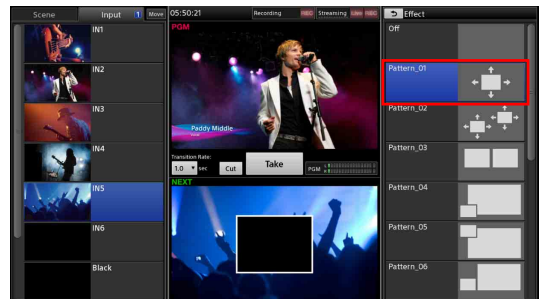 Scene
Input
1
Move
IN1
IN2
IN3
IN4
IN5
IN6
Black
05:50:21
Recording
REC
Streaming
REC
PGM
Paddy Middle
Transition Rate:
1.0
sec
Cut
Take
PGM
NEXT
Effect
Off
Pattern_01
Pattern_02
Pattern_03
Pattern_04
Pattern_05
Pattern_06